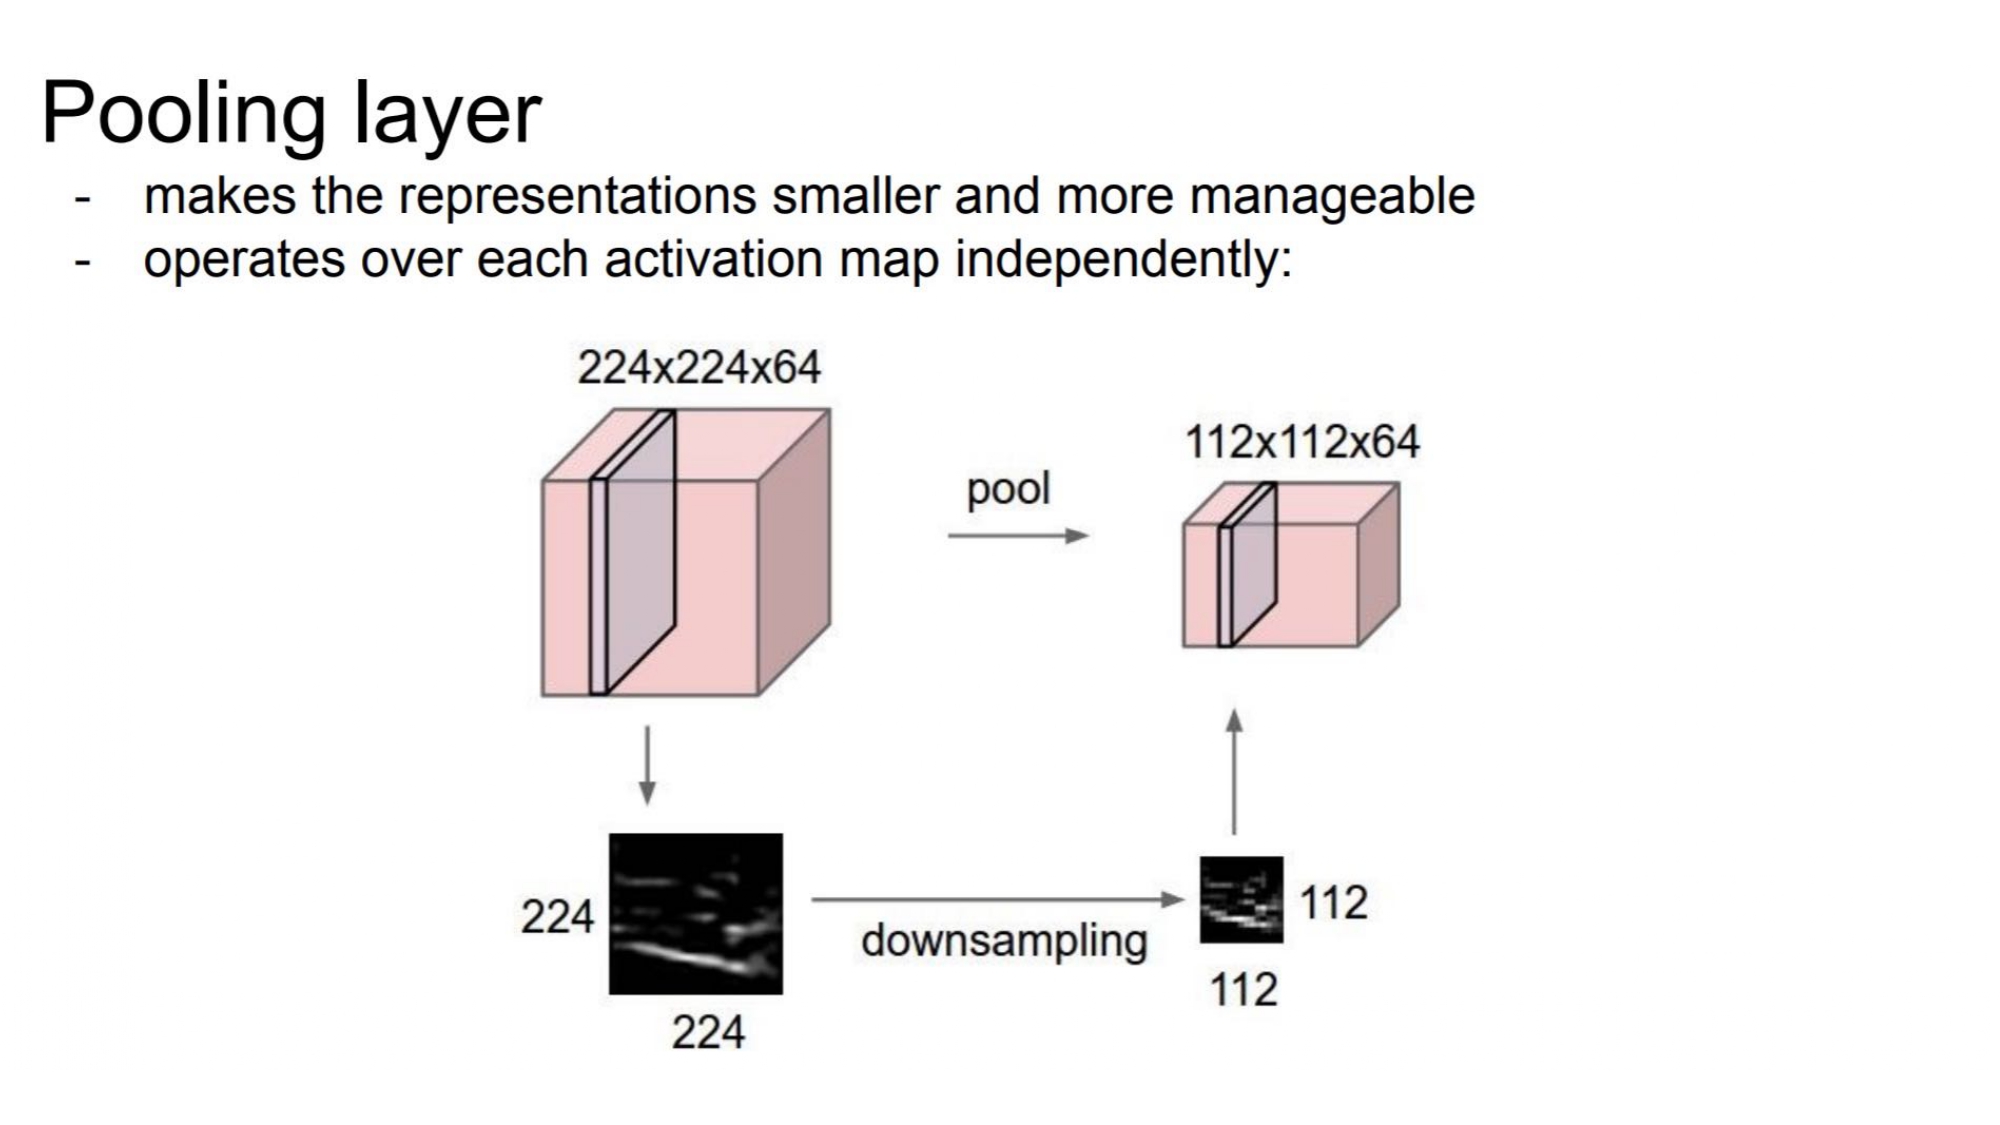 Pooling layer
- makes the representations smaller and more manageable
- operates over each activation map independently:
224x224x64
112x112x64
pool
224
downsampling
112
112
224